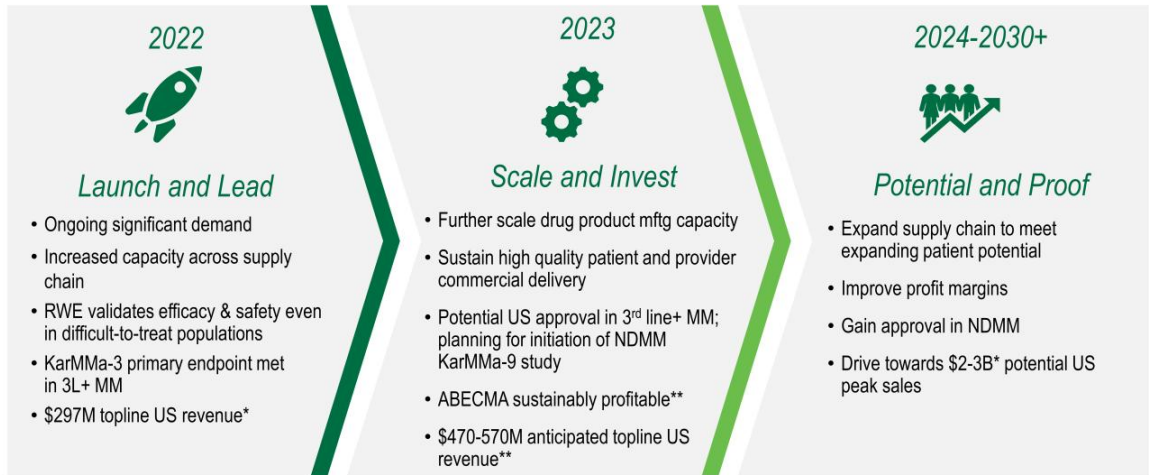 2022
Launch and Lead
• Ongoing significant demand
• Increased capacity across supply
chain
• RWE validates efficacy & safety even
in difficult-to-treat populations
• KarMMa-3 primary endpoint met
in 3L+ MM
• $297M topline US revenue*
2023
Scale and Invest
• Further scale drug product mftg capacity
• Sustain high quality patient and provider
commercial delivery
• Potential US approval in 3rd line+ MM;
planning for initiation of NDMM
KarMMa-9 study
• ABECMA sustainably profitable**
• $470-570M anticipated topline US
revenue**
2024-2030+
Potential and Proof
• Expand supply chain to meet
expanding patient potential
• Improve profit margins
• Gain approval in NDMM
• Drive towards $2-3B* potential US
peak sales